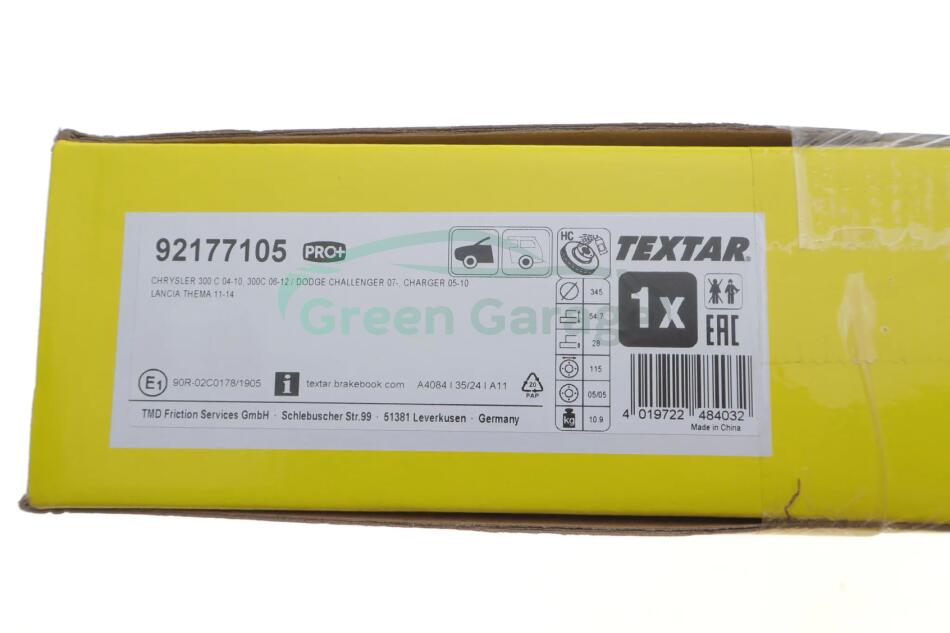 92177105 PRO+
CHRYSLER 300 C 04-10, 300C 06-12 / DODGE CHALLENGER 07-, CHARGER 05-10
LANCIA THEMA 11-14
Green Garage
E1 90R-02C0178/1905
i textar.brakebook.com A4084 | 35/24 | A11
20
PAP
TMD Friction Services GmbH · Schlebuscher Str.99 · 51381 Leverkusen · Germany
HC
345
54.7
28
115
05/05
kg 10.9
TEXTAR®
1x
EAC
4 019722 484032
Made in China